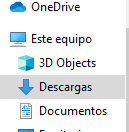 OneDrive
Este equipo
3D Objects
Descargas
Documentos